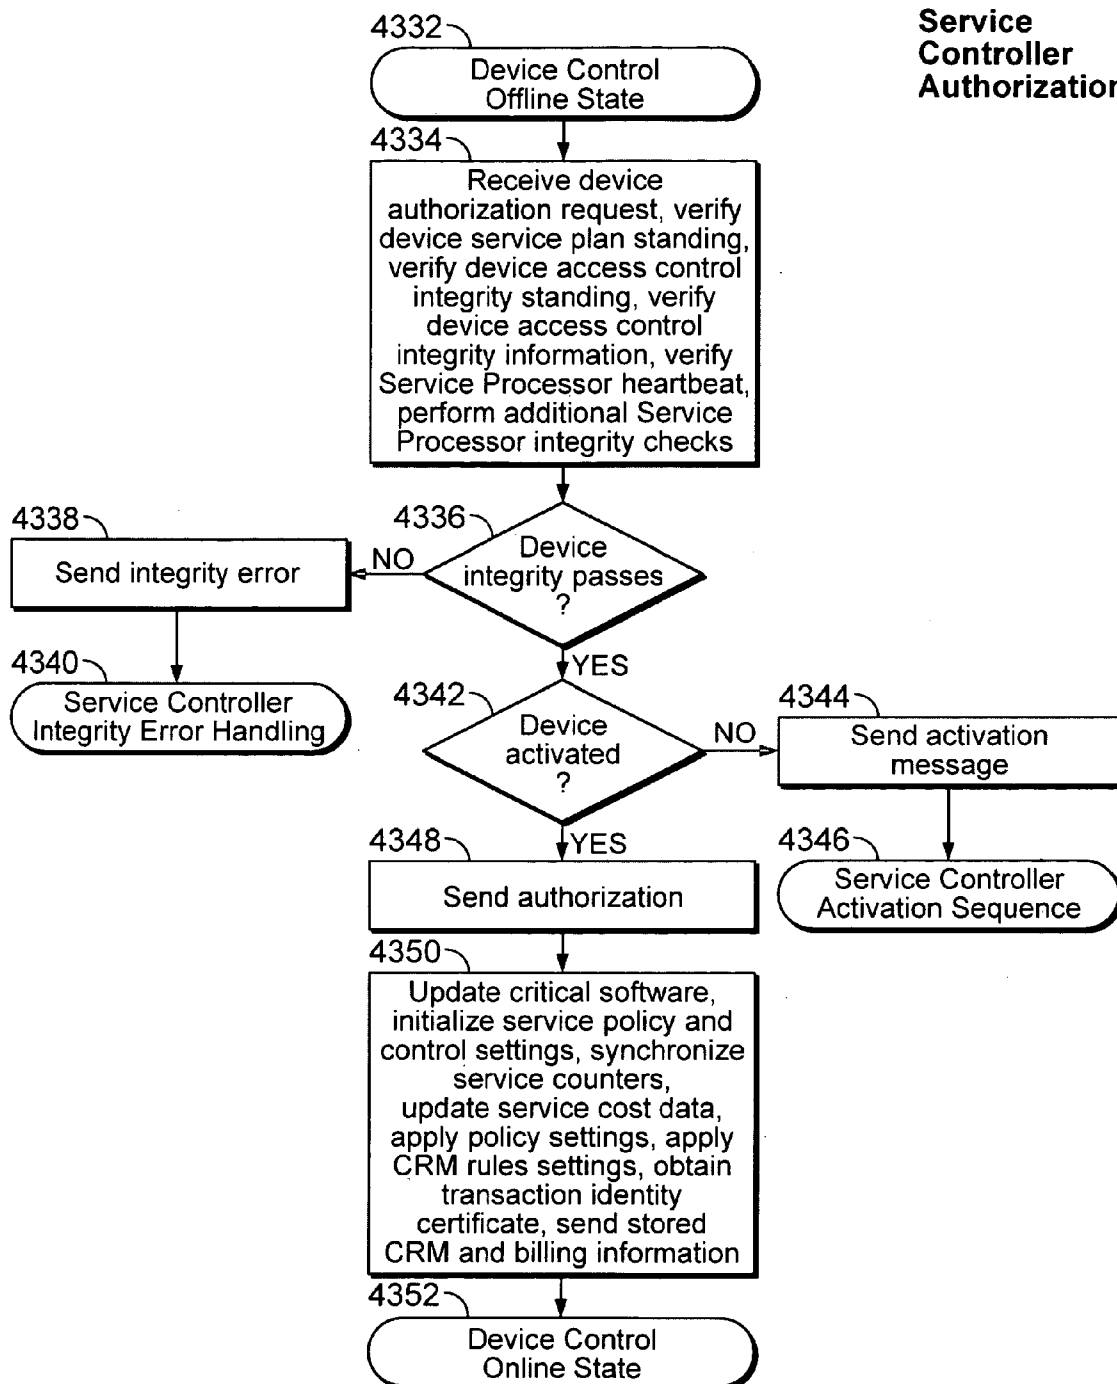 Service
Controller
Authorization
4332
Device Control
Offline State
4334
Receive device
authorization request, verify
device service plan standing,
verify device access control
integrity standing, verify
device access control
integrity information, verify
Service Processor heartbeat,
perform additional Service
Processor integrity checks
4336
Device
integrity passes
?
NO
4338
Send integrity error
4340
Service Controller
Integrity Error Handling
YES
4342
Device
activated
?
NO
4344
Send activation
message
4346
Service Controller
Activation Sequence
YES
4348
Send authorization
4350
Update critical software,
initialize service policy and
control settings, synchronize
service counters,
update service cost data,
apply policy settings, apply
CRM rules settings, obtain
transaction identity
certificate, send stored
CRM and billing information
4352
Device Control
Online State